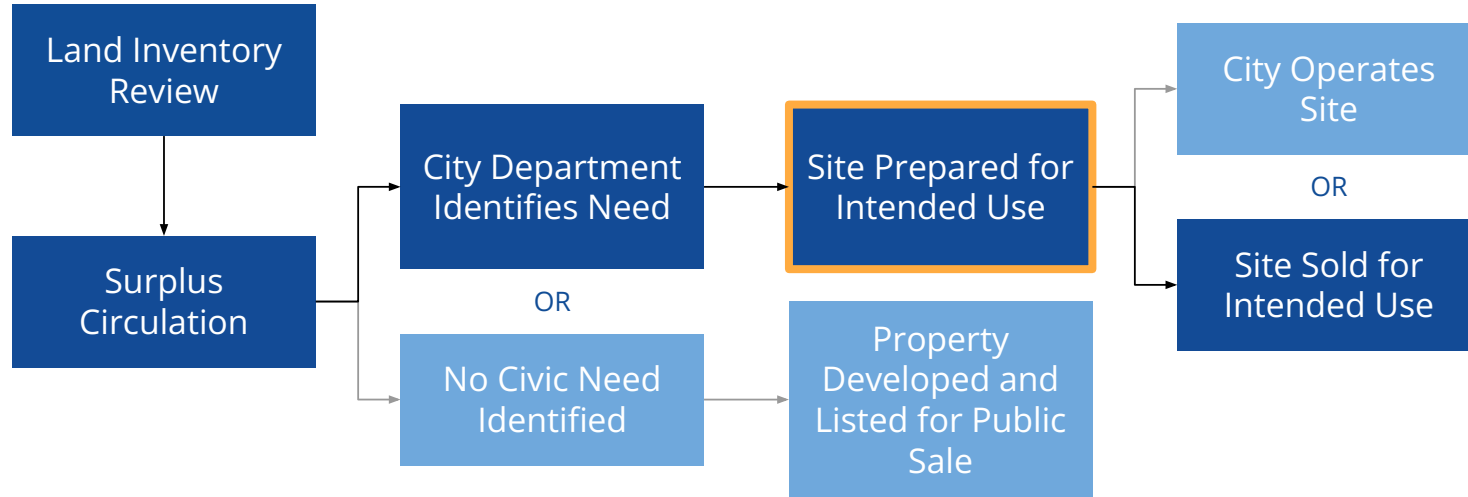 Land Inventory
Review
Surplus
Circulation
City Department
Identifies Need
OR
No Civic Need
Identified
Site Prepared for
Intended Use
Property
Developed and
Listed for Public
Sale
City Operates
Site
OR
Site Sold for
Intended Use